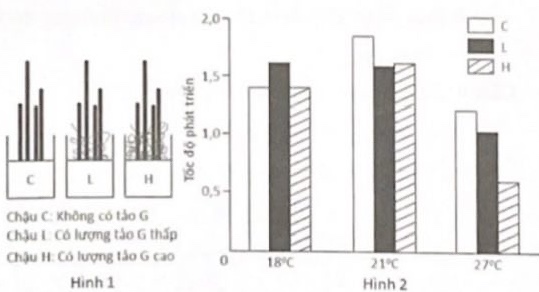 C
L
H
Chậu C: Không có tảo G
Chậu L: Có lượng tảo G thấp
Chậu H: Có lượng tảo G cao
Hình 1
Tốc độ phát triển
2,0
1,5
1,0
0,5
0
18°C
21°C
27°C
C
L
H
Hình 2